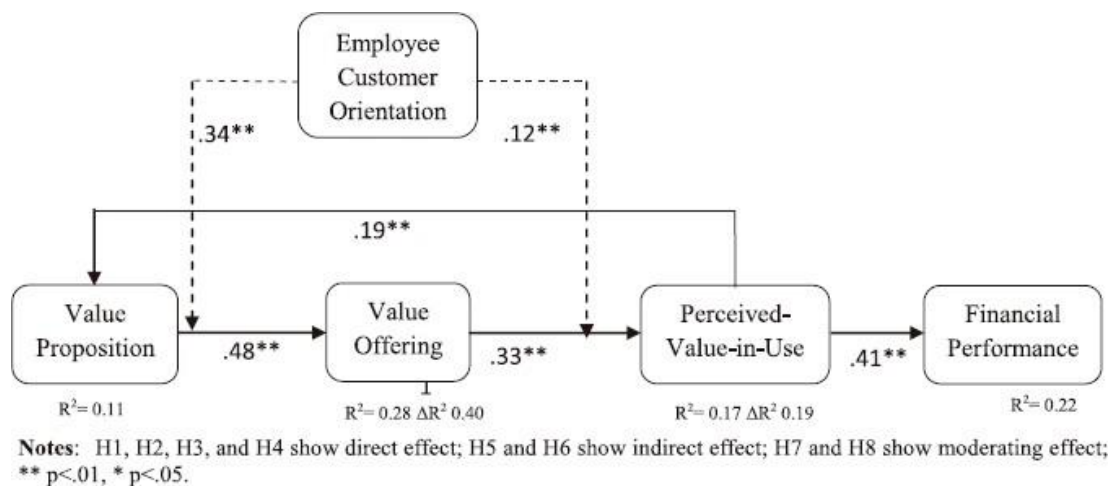 Employee
Customer
Orientation
.34**
.12**
.19**
Value
Proposition
.48**
Value
Offering
.33**
Perceived-
Value-in-Use
.41**
Financial
Performance
R²= 0.11
R²= 0.28 ΔR² 0.40
R²= 0.17 ΔR² 0.19
R²= 0.22
Notes: H1, H2, H3, and H4 show direct effect; H5 and H6 show indirect effect; H7 and H8 show moderating effect;
** p<.01, * p<.05.